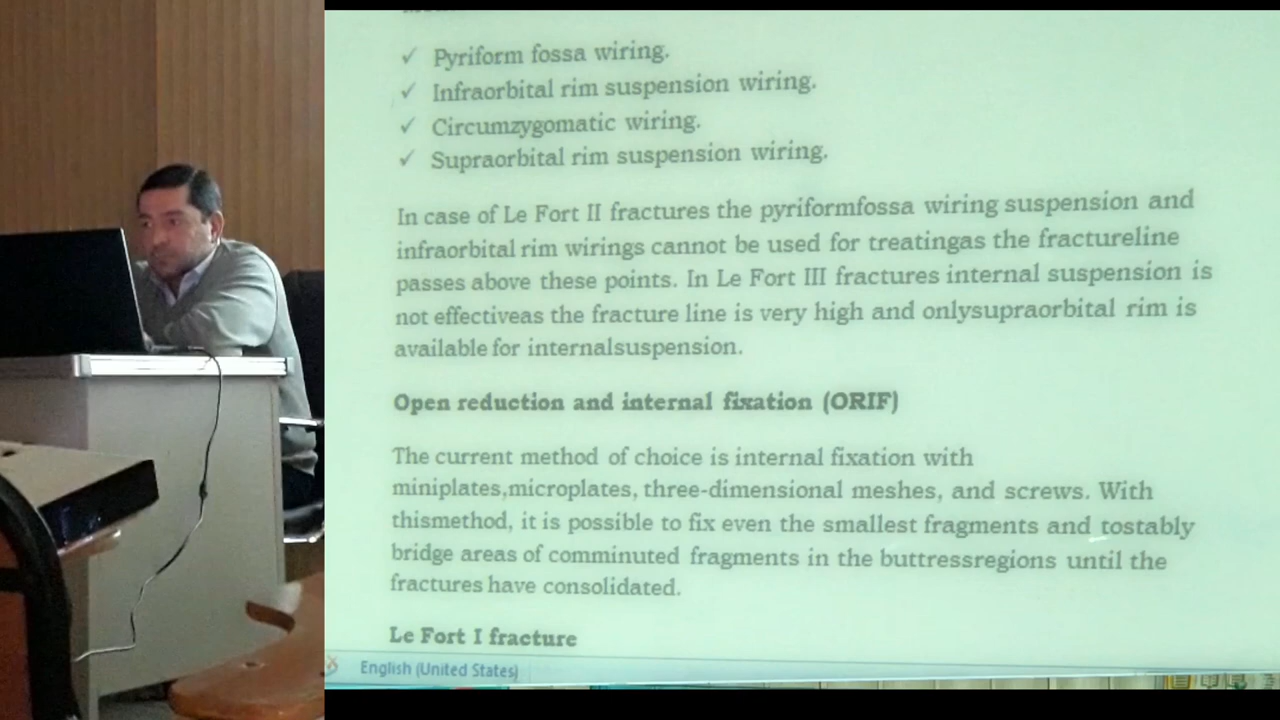 ✓ Pyriform fossa wiring.
✓ Infraorbital rim suspension wiring.
✓ Circumzygomatic wiring.
✓ Supraorbital rim suspension wiring.
In case of Le Fort II fractures the pyriformfossa wiring suspension and
infraorbital rim wirings cannot be used for treatingas the fractureline
passes above these points. In Le Fort III fractures internal suspension is
not effectiveas the fracture line is very high and onlysupraorbital rim is
available for internalsuspension.
Open reduction and internal fixation (ORIF)
The current method of choice is internal fixation with
miniplates,microplates, three-dimensional meshes, and screws. With
thismethod, it is possible to fix even the smallest fragments and tostably
bridge areas of comminuted fragments in the buttressregions until the
fractures have consolidated.
Le Fort I fracture
English (United States)